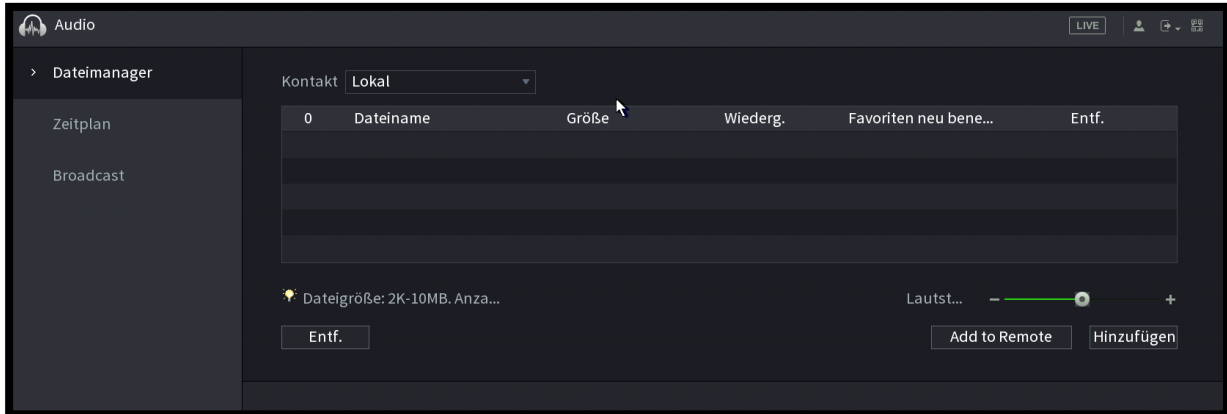 Audio
LIVE
Dateimanager
Zeitplan
Broadcast
Kontakt Lokal
0 Dateiname Größe Wiederg. Favoriten neu bene... Entf.
Dateigröße: 2K-10MB. Anza...
Lautst... – +
Entf.
Add to Remote
Hinzufügen